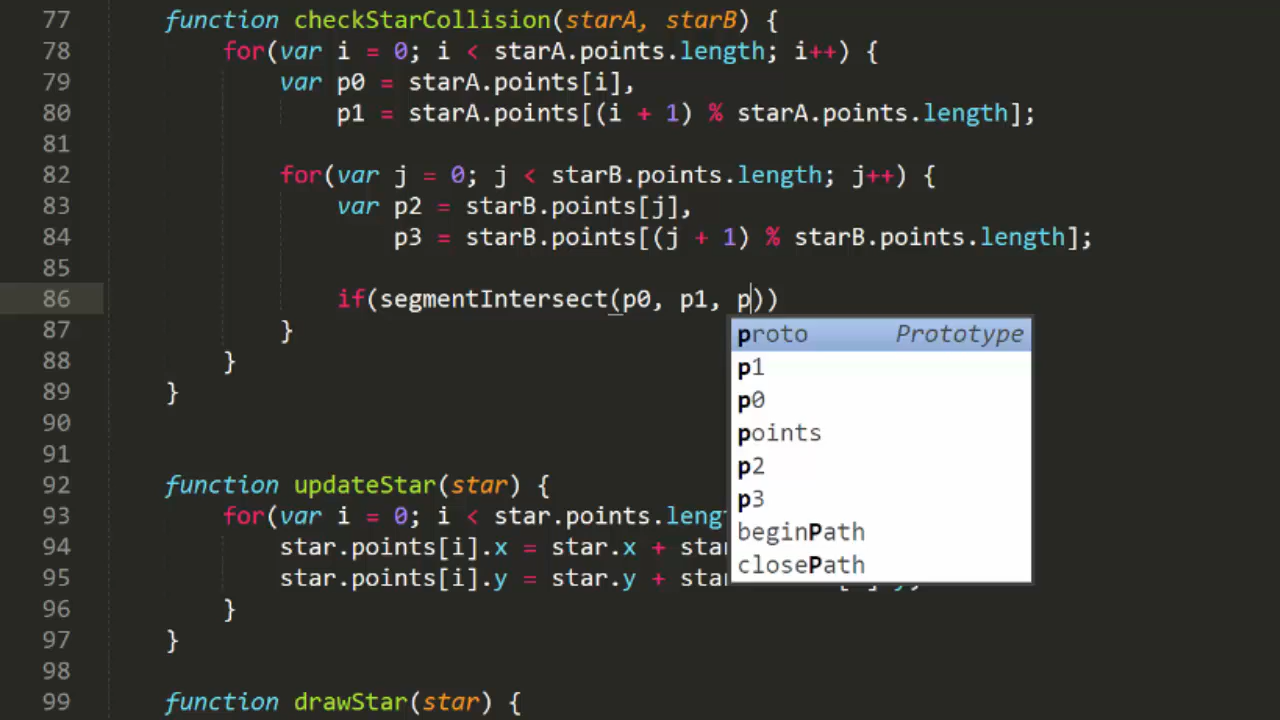 77 function checkStarCollision(starA, starB) {
78 for(var i = 0; i < starA.points.length; i++) {
79 var p0 = starA.points[i],
80 p1 = starA.points[(i + 1) % starA.points.length];
81
82 for(var j = 0; j < starB.points.length; j++) {
83 var p2 = starB.points[j],
84 p3 = starB.points[(j + 1) % starB.points.length];
85
86 if(segmentIntersect(p0, p1, p))
proto Prototype
p1
p0
points
p2
p3
beginPath
closePath
87 }
88 }
89 }
90
91
92 function updateStar(star) {
93 for(var i = 0; i < star.points.leng
94 star.points[i].x = star.x + sta
95 star.points[i].y = star.y + sta
96 }
97 }
98
99 function drawStar(star) {